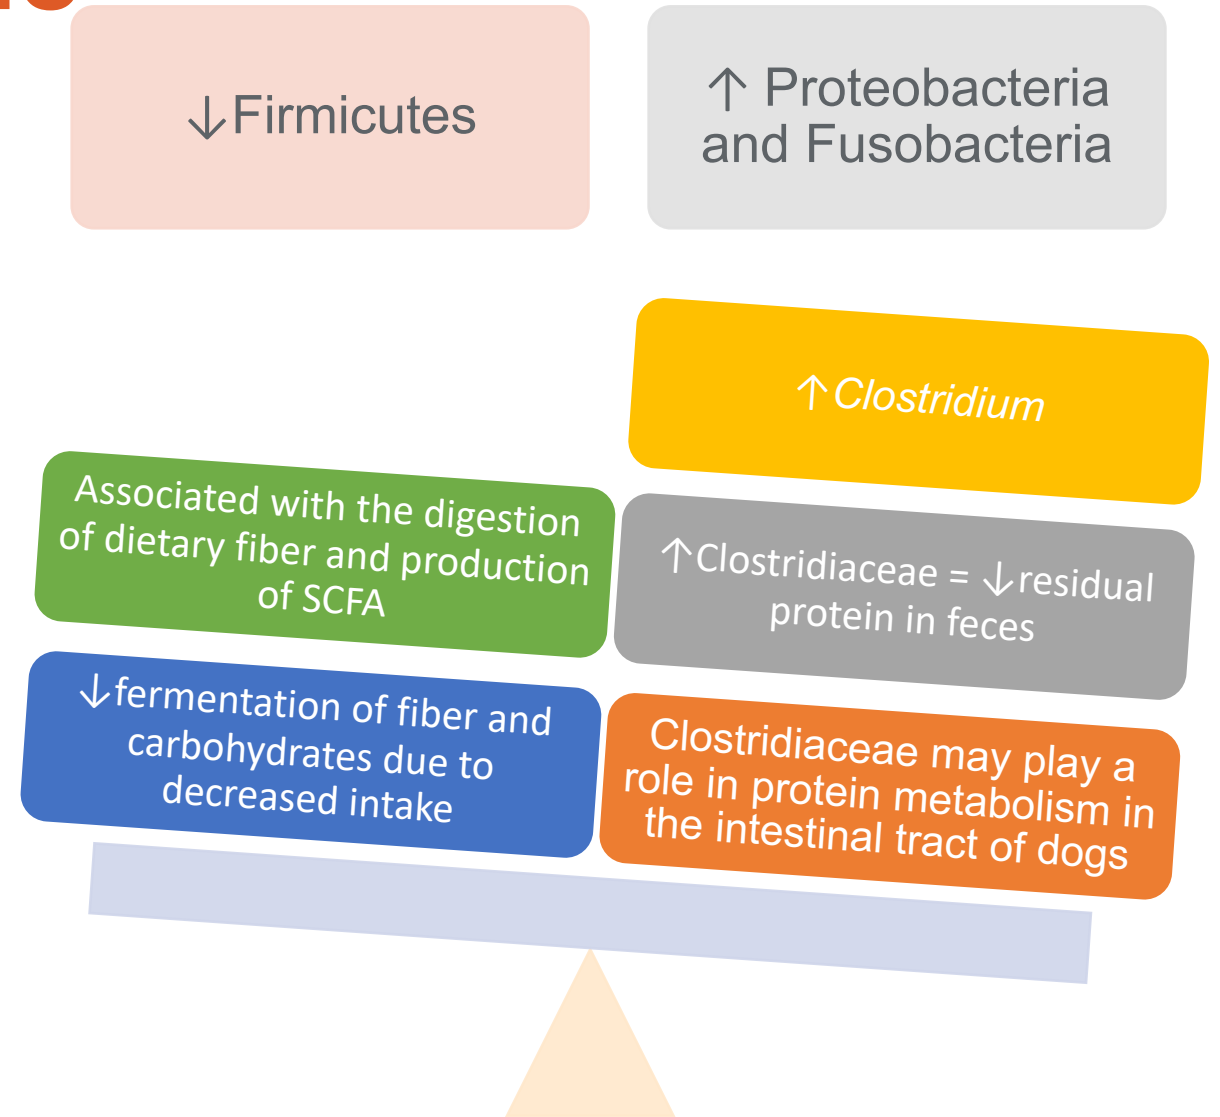 ↓Firmicutes
↑ Proteobacteria
and Fusobacteria
↑Clostridium
Associated with the digestion
of dietary fiber and production
of SCFA
↑Clostridiaceae = ↓residual
protein in feces
↓fermentation of fiber and
carbohydrates due to
decreased intake
Clostridiaceae may play a
role in protein metabolism in
the intestinal tract of dogs